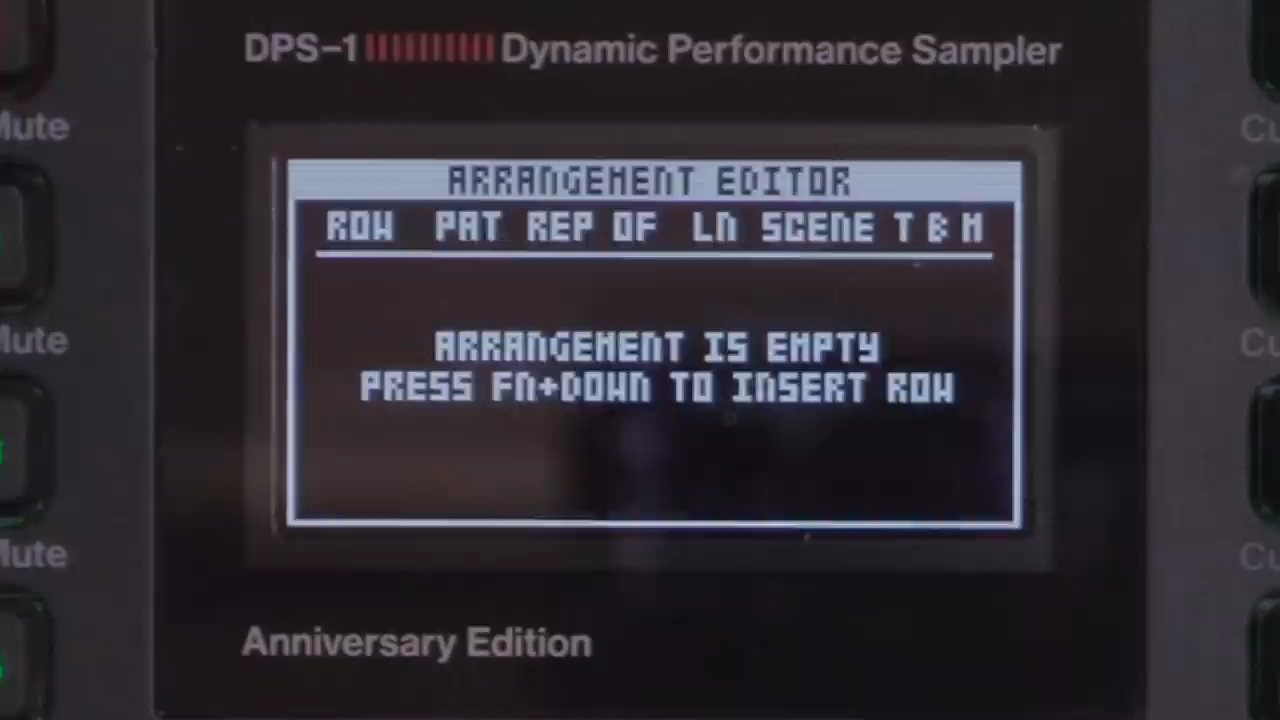 DPS-1 Dynamic Performance Sampler
Mute
ARRANGEMENT EDITOR
ROW PAT REP OF LN SCENE T B M
Mute
ARRANGEMENT IS EMPTY
PRESS FN+DOWN TO INSERT ROW
Mute
Anniversary Edition